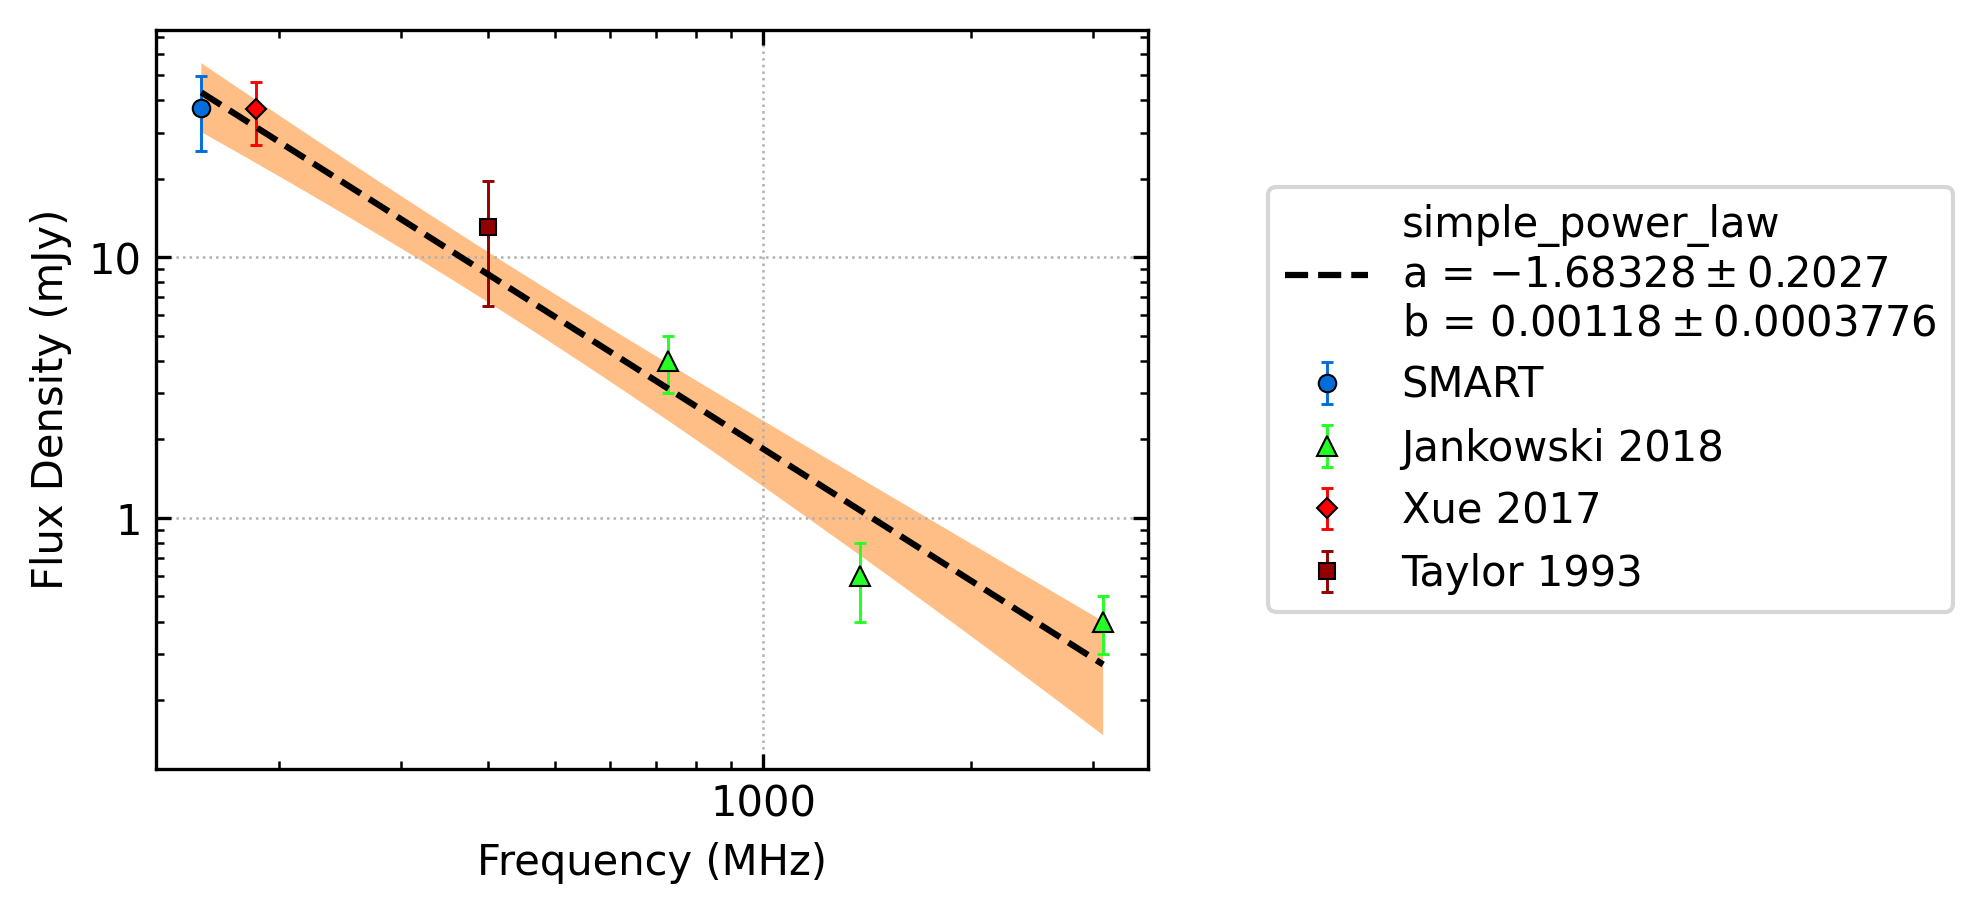 Flux Density (mJy)
10
1
1000
Frequency (MHz)
simple_power_law
a = −1.68328 ± 0.2027
b = 0.00118 ± 0.0003776
SMART
Jankowski 2018
Xue 2017
Taylor 1993